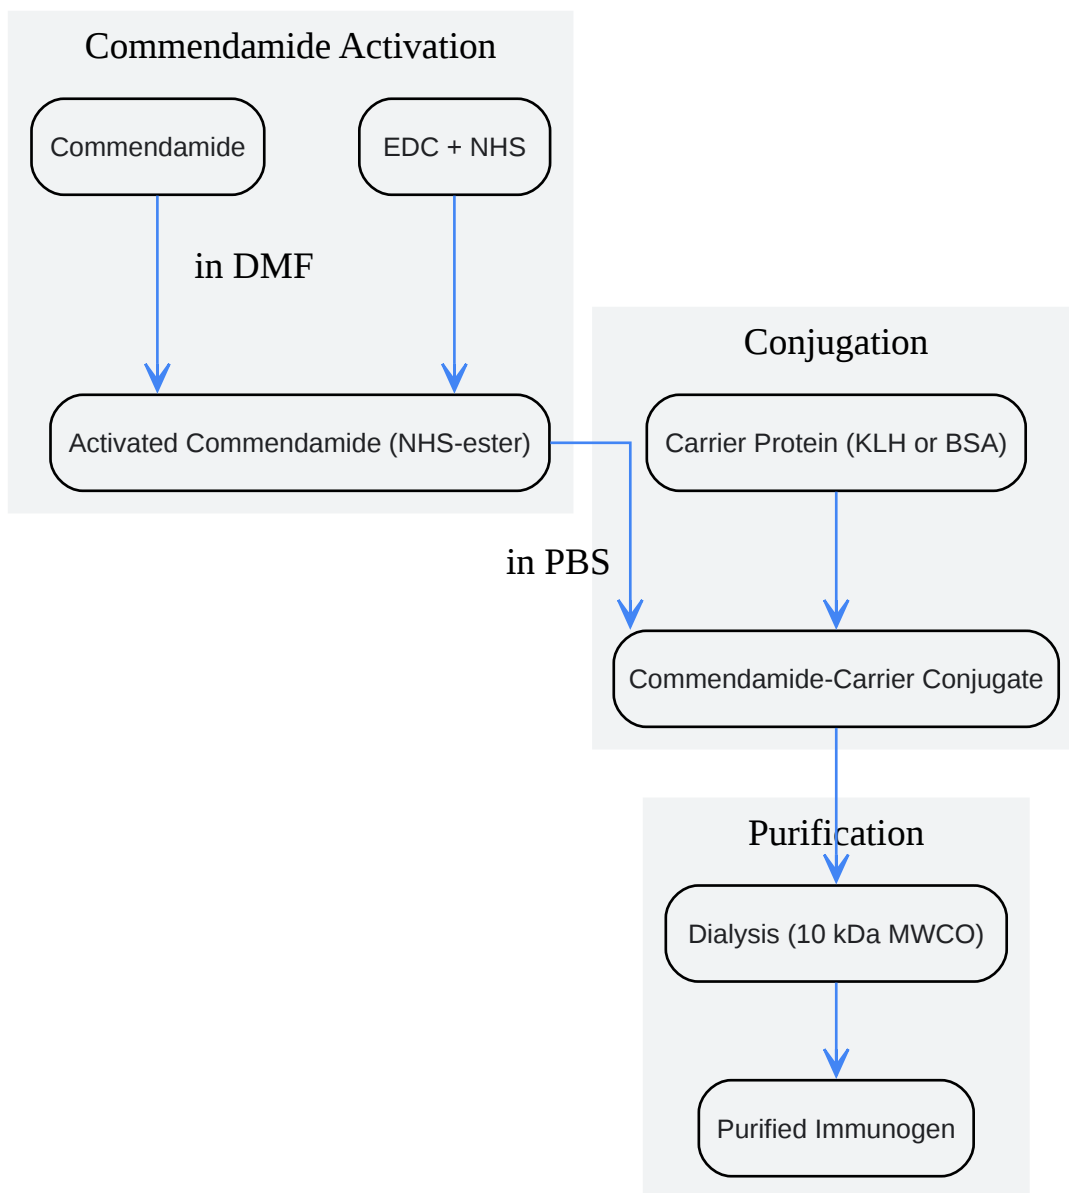 Commendamide Activation
Commendamide
EDC + NHS
in DMF
Activated Commendamide (NHS-ester)
Conjugation
Carrier Protein (KLH or BSA)
in PBS
Commendamide-Carrier Conjugate
Purification
Dialysis (10 kDa MWCO)
Purified Immunogen